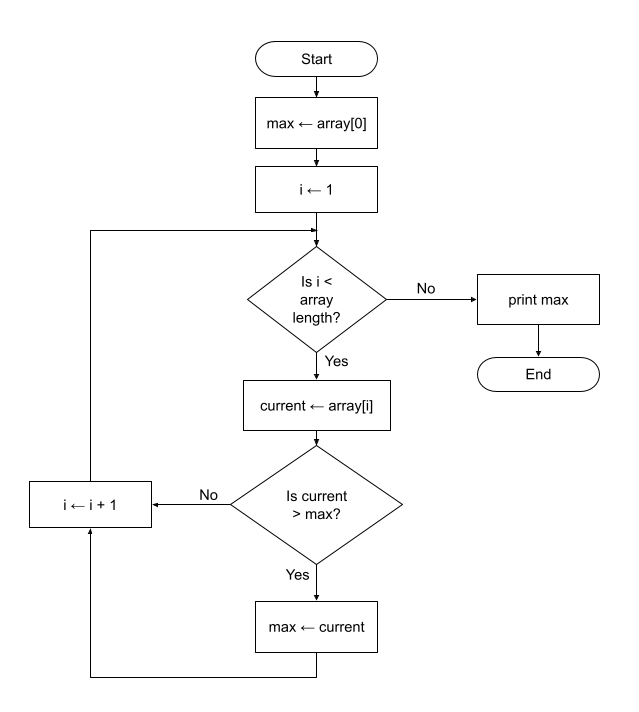 Start
max ← array[0]
i ← 1
Is i <
array
length?
No
print max
Yes
End
current ← array[i]
Is current
> max?
No
i ← i + 1
Yes
max ← current